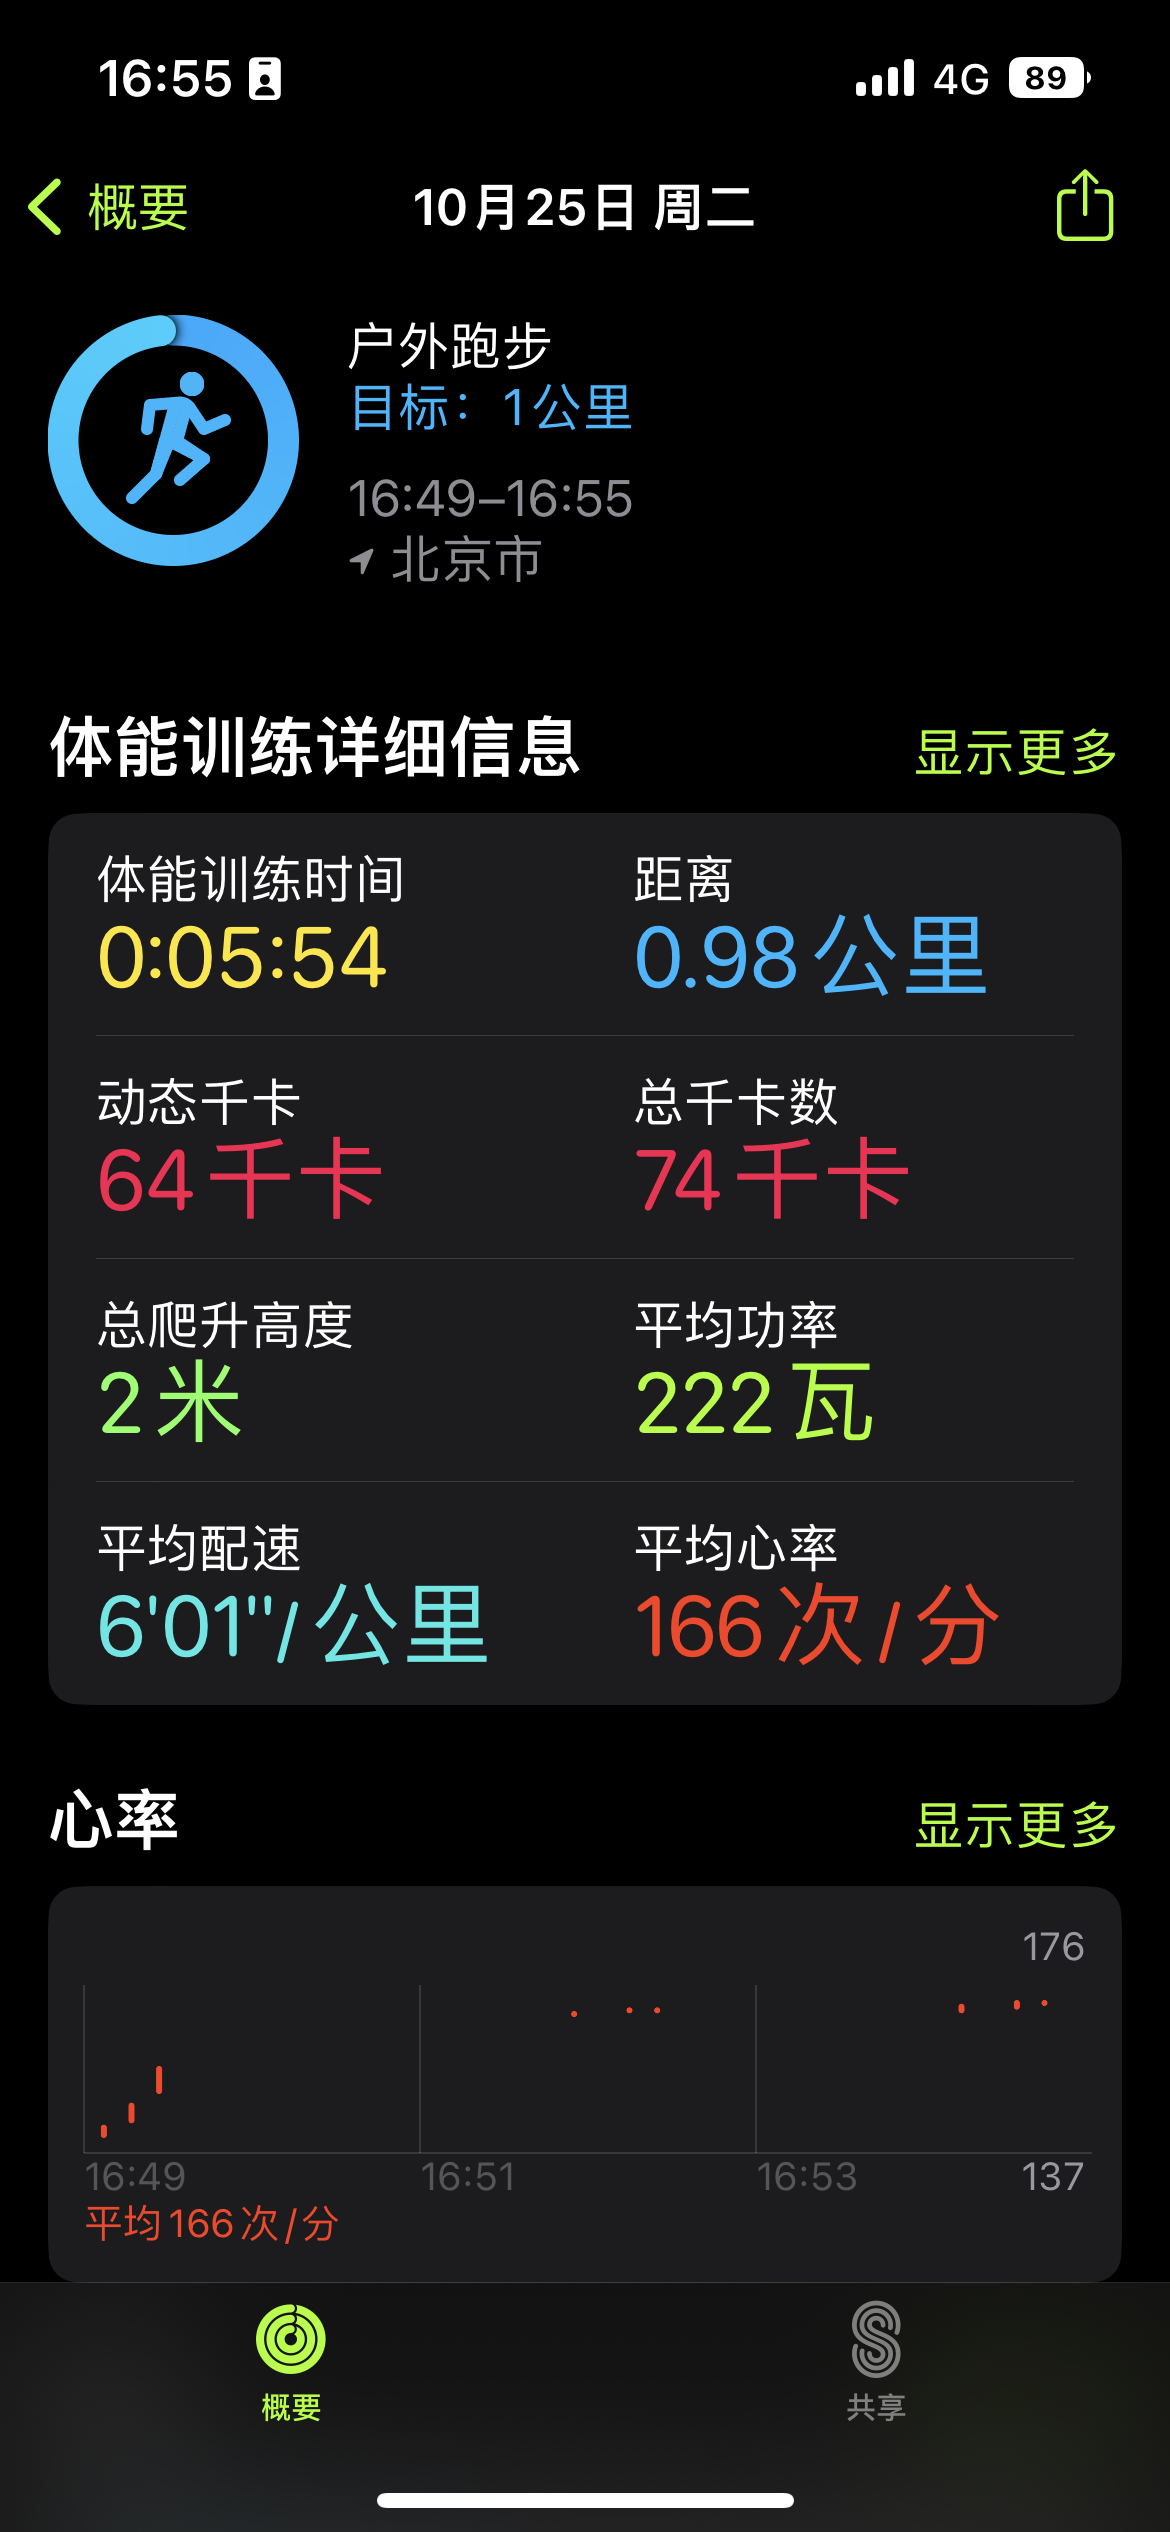 16:55
4G 89
概要
10月25日 周二
户外跑步
目标：1公里
16:49–16:55
北京市
体能训练详细信息
显示更多
体能训练时间
距离
0:05:54
0.98公里
动态千卡
总千卡数
64千卡
74千卡
总爬升高度
平均功率
2米
222瓦
平均配速
平均心率
6'01"/公里
166次/分
心率
显示更多
176
16:49 16:51 16:53 137
平均166次/分
概要
共享